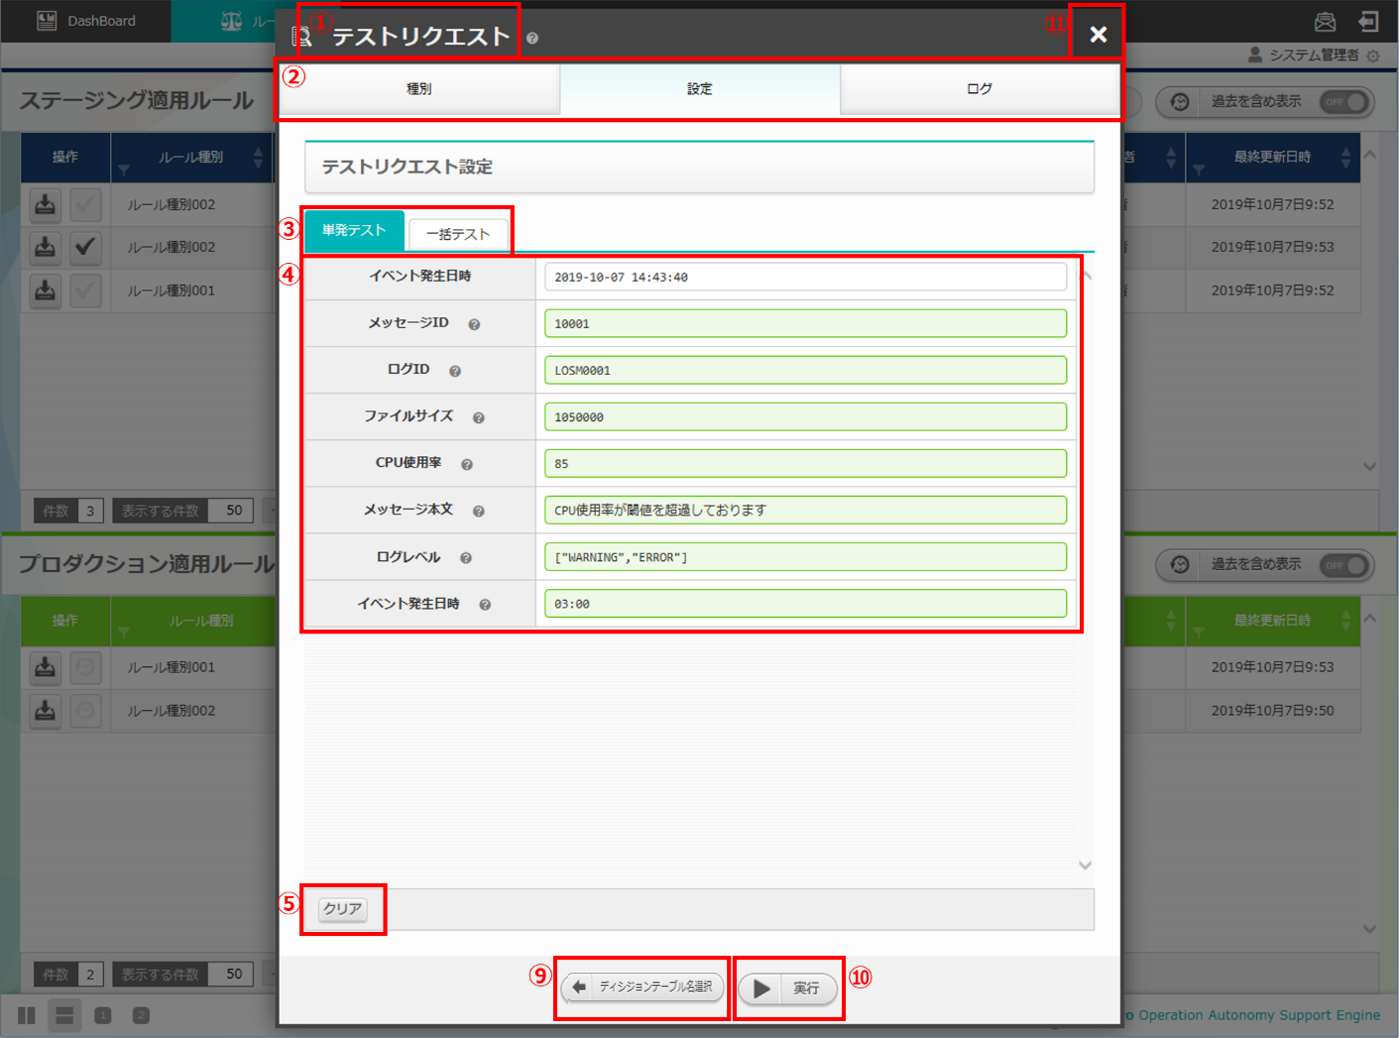 DashBoard
ルー
システム管理者
① テストリクエスト
⑪
②
種別
設定
ログ
ステージング適用ルール
過去を含め表示
OFF
操作
ルール種別
者
最終更新日時
ルール種別002
2019年10月7日9:52
ルール種別002
2019年10月7日9:53
ルール種別001
2019年10月7日9:52
件数 3
表示する件数 50
テストリクエスト設定
③
単発テスト
一括テスト
④
イベント発生日時
2019-10-07 14:43:40
メッセージID
10001
ログID
LOSM0001
ファイルサイズ
1050000
CPU使用率
85
メッセージ本文
CPU使用率が閾値を超過しております
ログレベル
["WARNING","ERROR"]
イベント発生日時
03:00
プロダクション適用ルール
過去を含め表示
OFF
操作
ルール種別
最終更新日時
ルール種別001
2019年10月7日9:53
ルール種別002
2019年10月7日9:50
件数 2
表示する件数 50
⑤
クリア
⑨
ディシジョンテーブル名選択
実行
⑩
1
2
ro Operation Autonomy Support Engine